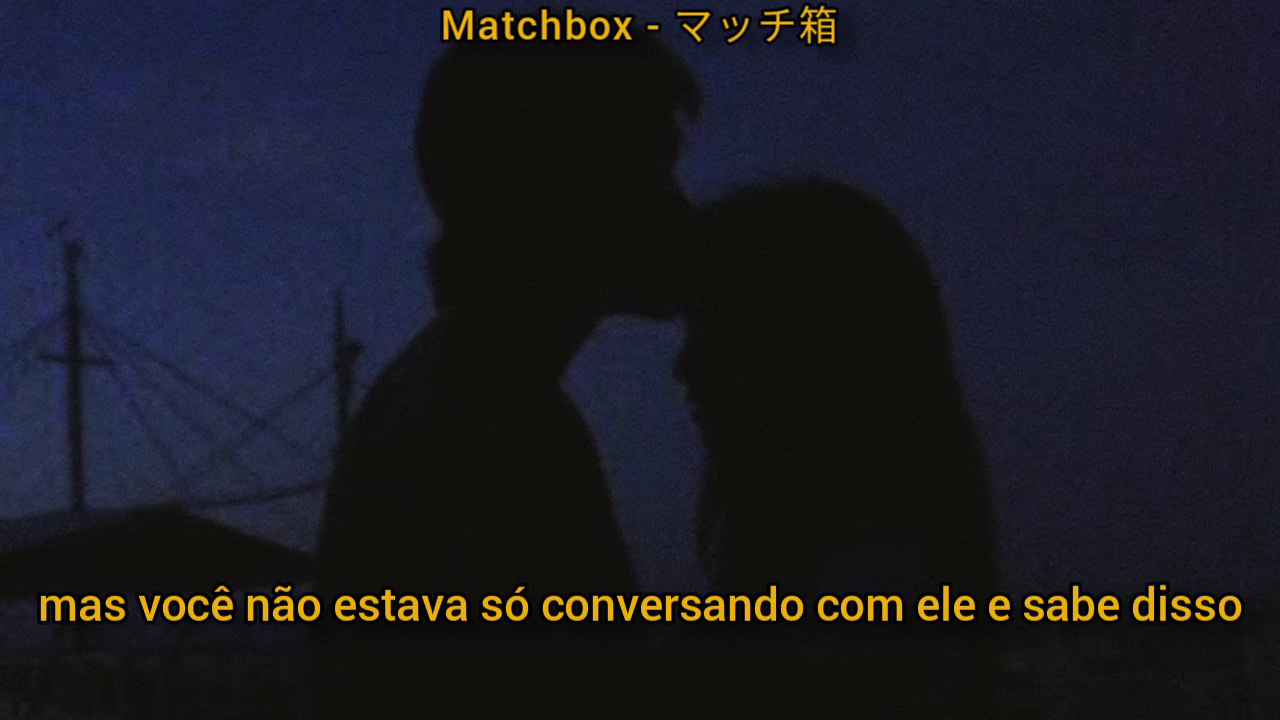 Matchbox - マッチ箱
mas você não estava só conversando com ele e sabe disso